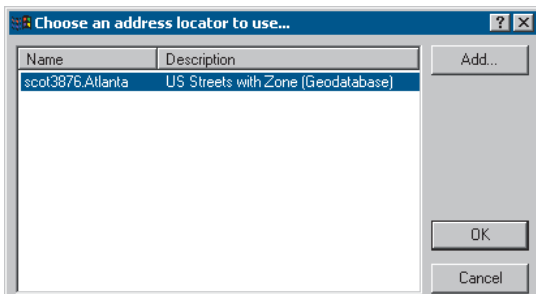 Choose an address locator to use...
Name Description Add...
scot3876.Atlanta US Streets with Zone (Geodatabase)
OK
Cancel